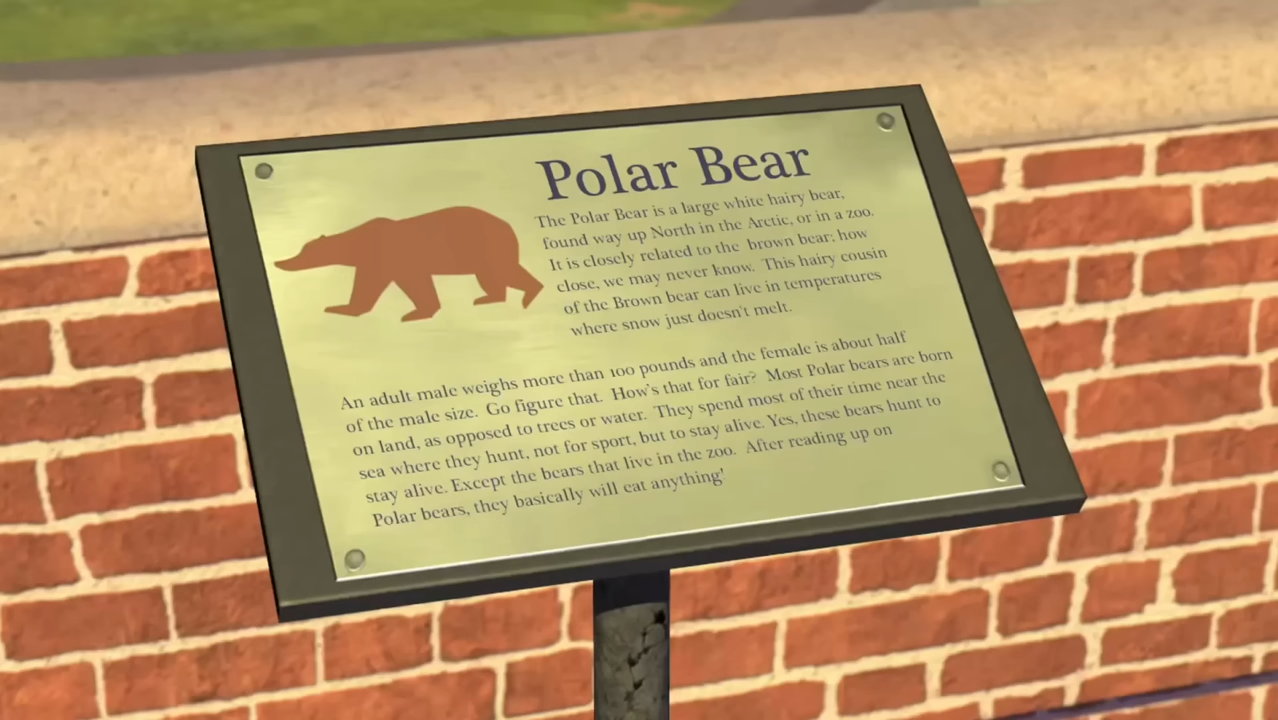 Polar Bear
The Polar Bear is a large white hairy bear,
found way up North in the Arctic, or in a zoo.
It is closely related to the brown bear; how
close, we may never know. This hairy cousin
of the Brown bear can live in temperatures
where snow just doesn't melt.
An adult male weighs more than 100 pounds and the female is about half
of the male size. Go figure that. How's that for fair? Most Polar bears are born
on land, as opposed to trees or water. They spend most of their time near the
sea where they hunt, not for sport, but to stay alive. Yes, these bears hunt to
stay alive. Except the bears that live in the zoo. After reading up on
Polar bears, they basically will eat anything!